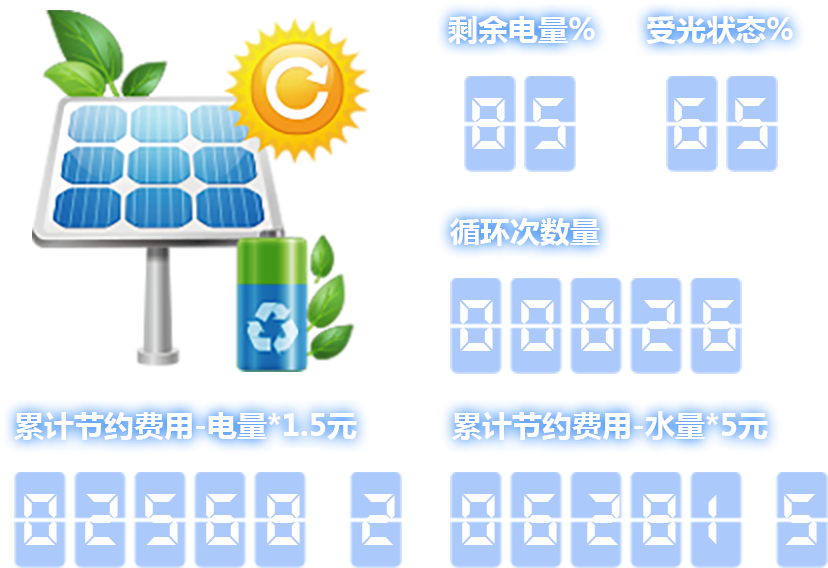 剩余电量% 受光状态%
85 65
循环次数量
00026
累计节约费用-电量*1.5元 累计节约费用-水量*5元
02568 2 06281 5